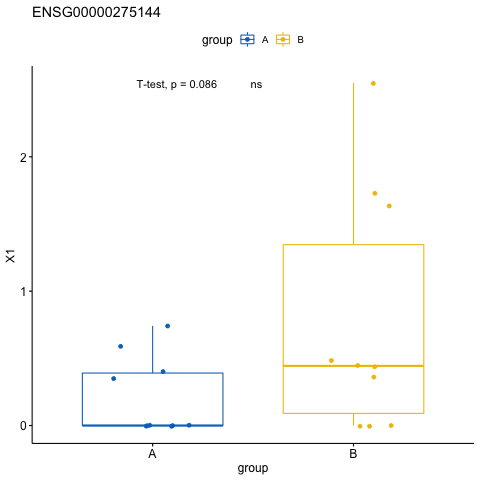 ENSG00000275144
group A B
T-test, p = 0.086 ns
2
1
0
X1
A B
group